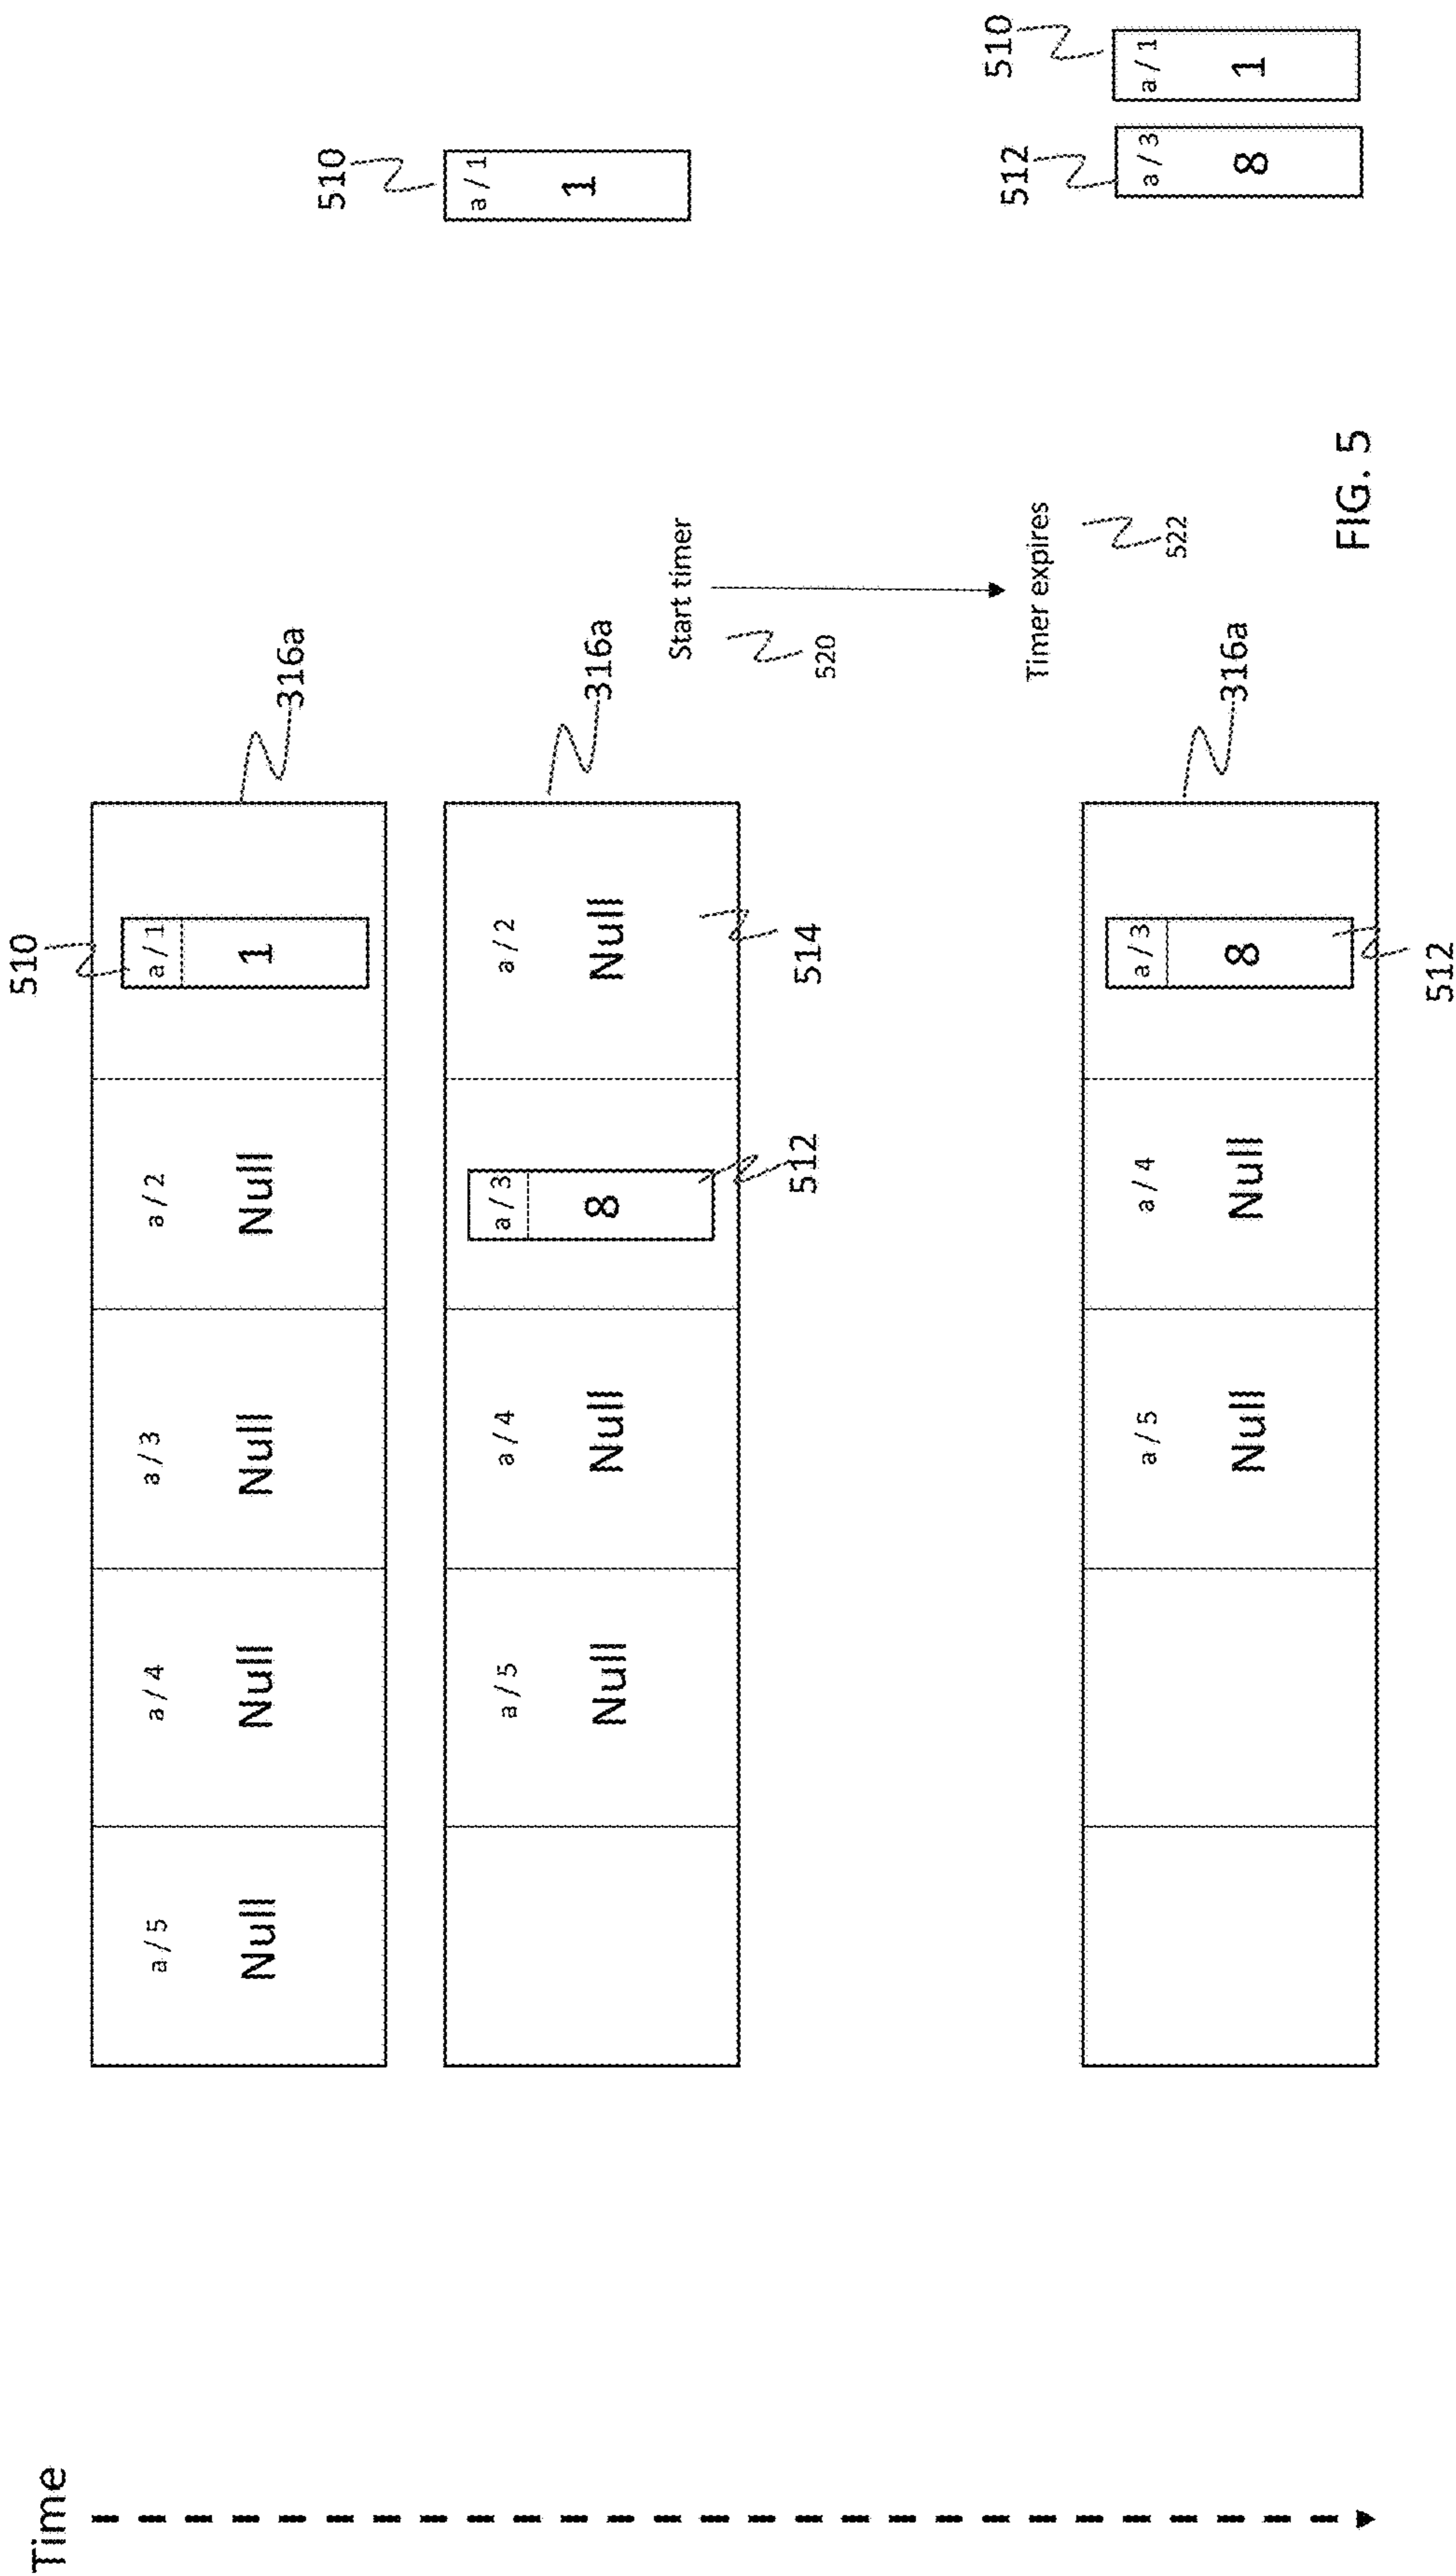 Time
510
a/5 a/4 a/3 a/2 a/1
Null Null Null Null 1
316a
510
a/5 a/4 a/3 a/2 a/1
Null Null 8 Null 1
316a
Start timer
512 514
520
510
512
Timer expires
a/5 a/4 a/3 a/3 a/1
522
316a
Null Null 8 8 1
FIG. 5
512